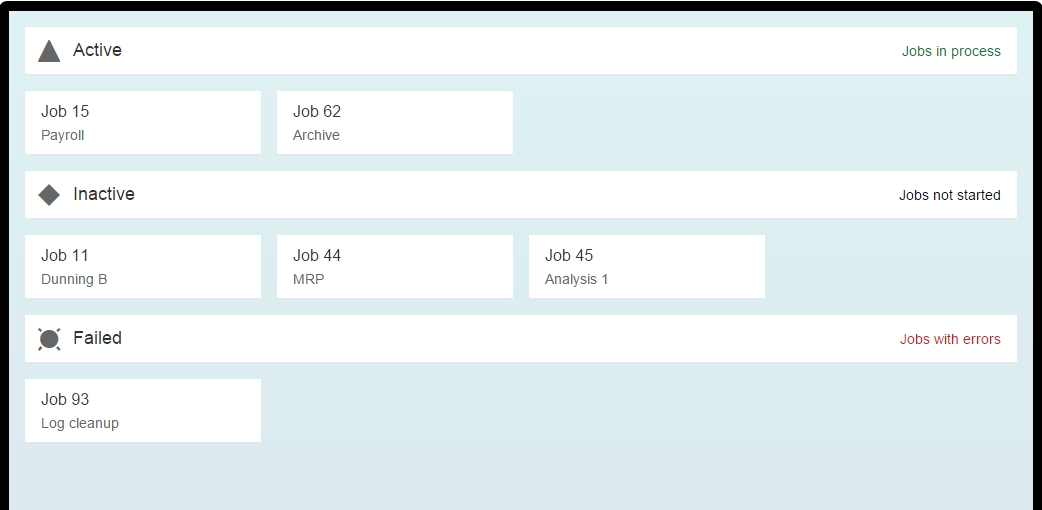 Active
Jobs in process
Job 15
Payroll
Job 62
Archive
Inactive
Jobs not started
Job 11
Dunning B
Job 44
MRP
Job 45
Analysis 1
Failed
Jobs with errors
Job 93
Log cleanup